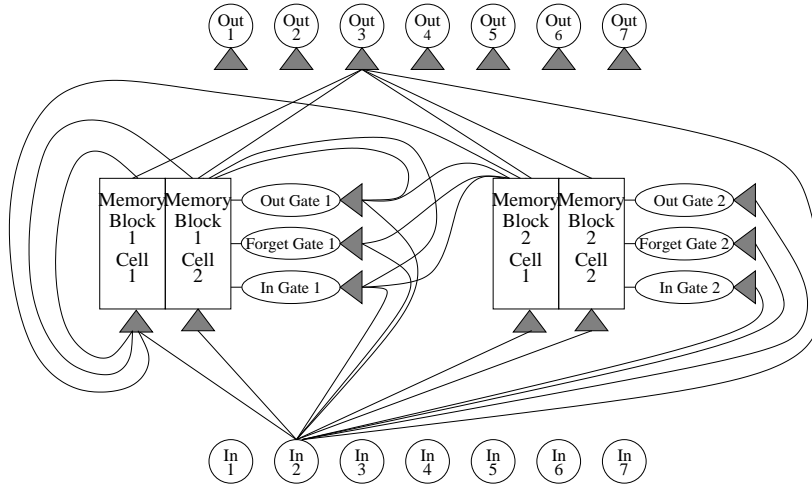 Out 1
Out 2
Out 3
Out 4
Out 5
Out 6
Out 7
Memory
Block
1
Cell
1
Memory
Block
1
Cell
2
Out Gate 1
Forget Gate 1
In Gate 1
Memory
Block
2
Cell
1
Memory
Block
2
Cell
2
Out Gate 2
Forget Gate 2
In Gate 2
In 1
In 2
In 3
In 4
In 5
In 6
In 7